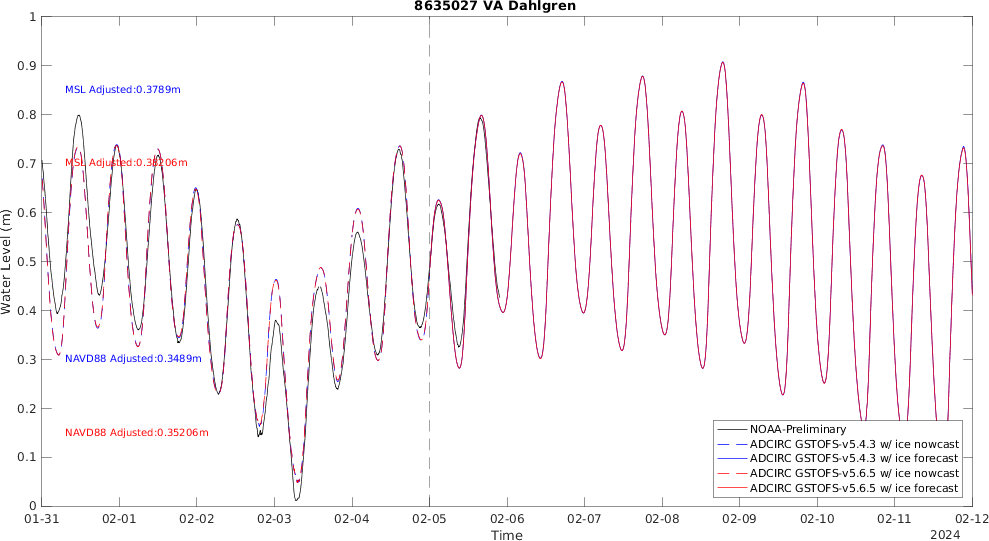 8635027 VA Dahlgren
1
0.9
0.8
0.7
0.6
0.5
0.4
0.3
0.2
0.1
0
Water Level (m)
MSL Adjusted:0.3789m
NAVD88 Adjusted:0.3489m
NAVD88 Adjusted:0.35206m
NOAA-Preliminary
ADCIRC GSTOFS-v5.4.3 w/ ice nowcast
ADCIRC GSTOFS-v5.4.3 w/ ice forecast
ADCIRC GSTOFS-v5.6.5 w/ ice nowcast
ADCIRC GSTOFS-v5.6.5 w/ ice forecast
01-31
02-01
02-02
02-03
02-04
02-05
02-06
02-07
02-08
02-09
02-10
02-11
02-12
Time
2024